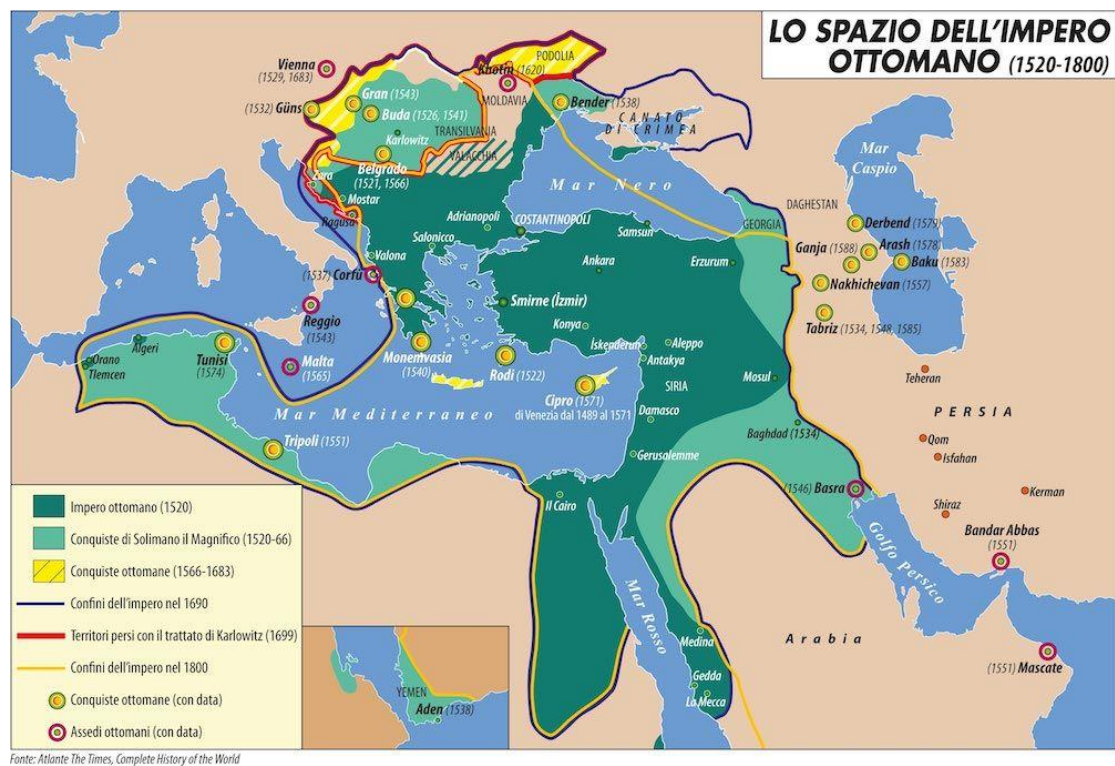 LO SPAZIO DELL'IMPERO
OTTOMANO (1520-1800)
Vienna
(1529, 1683)
PODOLIA
Khotin (1620)
Gran (1543)
(1532) Güns
Buda (1526, 1541)
MOLDAVIA
Bender (1538)
CANATO
DI CRIMEA
Karlowitz
TRANSILVANIA
VALACCHIA
Belgrado
(1521, 1566)
Zara
Mostar
Ragusa
Mar Nero
Mar
Caspio
DAGHESTAN
GEORGIA
Derbend (1579)
Adrianopoli
COSTANTINOPOLI
Samsun
Ganja
(1588)
Arash (1578)
Baku (1583)
Salonicco
Valona
Ankara
Erzurum
(1537) Corfù
Nakhichevan (1557)
Smirne (İzmir)
Tabriz
(1534, 1548, 1585)
Reggio
(1543)
Konya
İskenderun
Aleppo
Antakya
Algeri
Orano
Tlemcen
Tunisi
(1574)
Malta
(1565)
Monemvasia
(1540)
Rodi (1522)
Cipro (1571)
di Venezia dal 1489 al 1571
SIRIA
Mosul
Teheran
Mar Mediterraneo
Damasco
Baghdad (1534)
PERSIA
Qom
Isfahan
Tripoli (1551)
Gerusalemme
Il Cairo
(1546) Basra
Kerman
Shiraz
Bandar Abbas
(1551)
Golfo Persico
Mar Rosso
Medina
Arabia
(1551) Mascate
Gedda
La Mecca
Impero ottomano (1520)
Conquiste di Solimano il Magnifico (1520-66)
Conquiste ottomane (1566-1683)
Confini dell'impero nel 1690
Territori persi con il trattato di Karlowitz (1699)
Confini dell'impero nel 1800
Conquiste ottomane (con data)
Assedi ottomani (con data)
YEMEN
Aden (1538)
Fonte: Atlante The Times, Complete History of the World